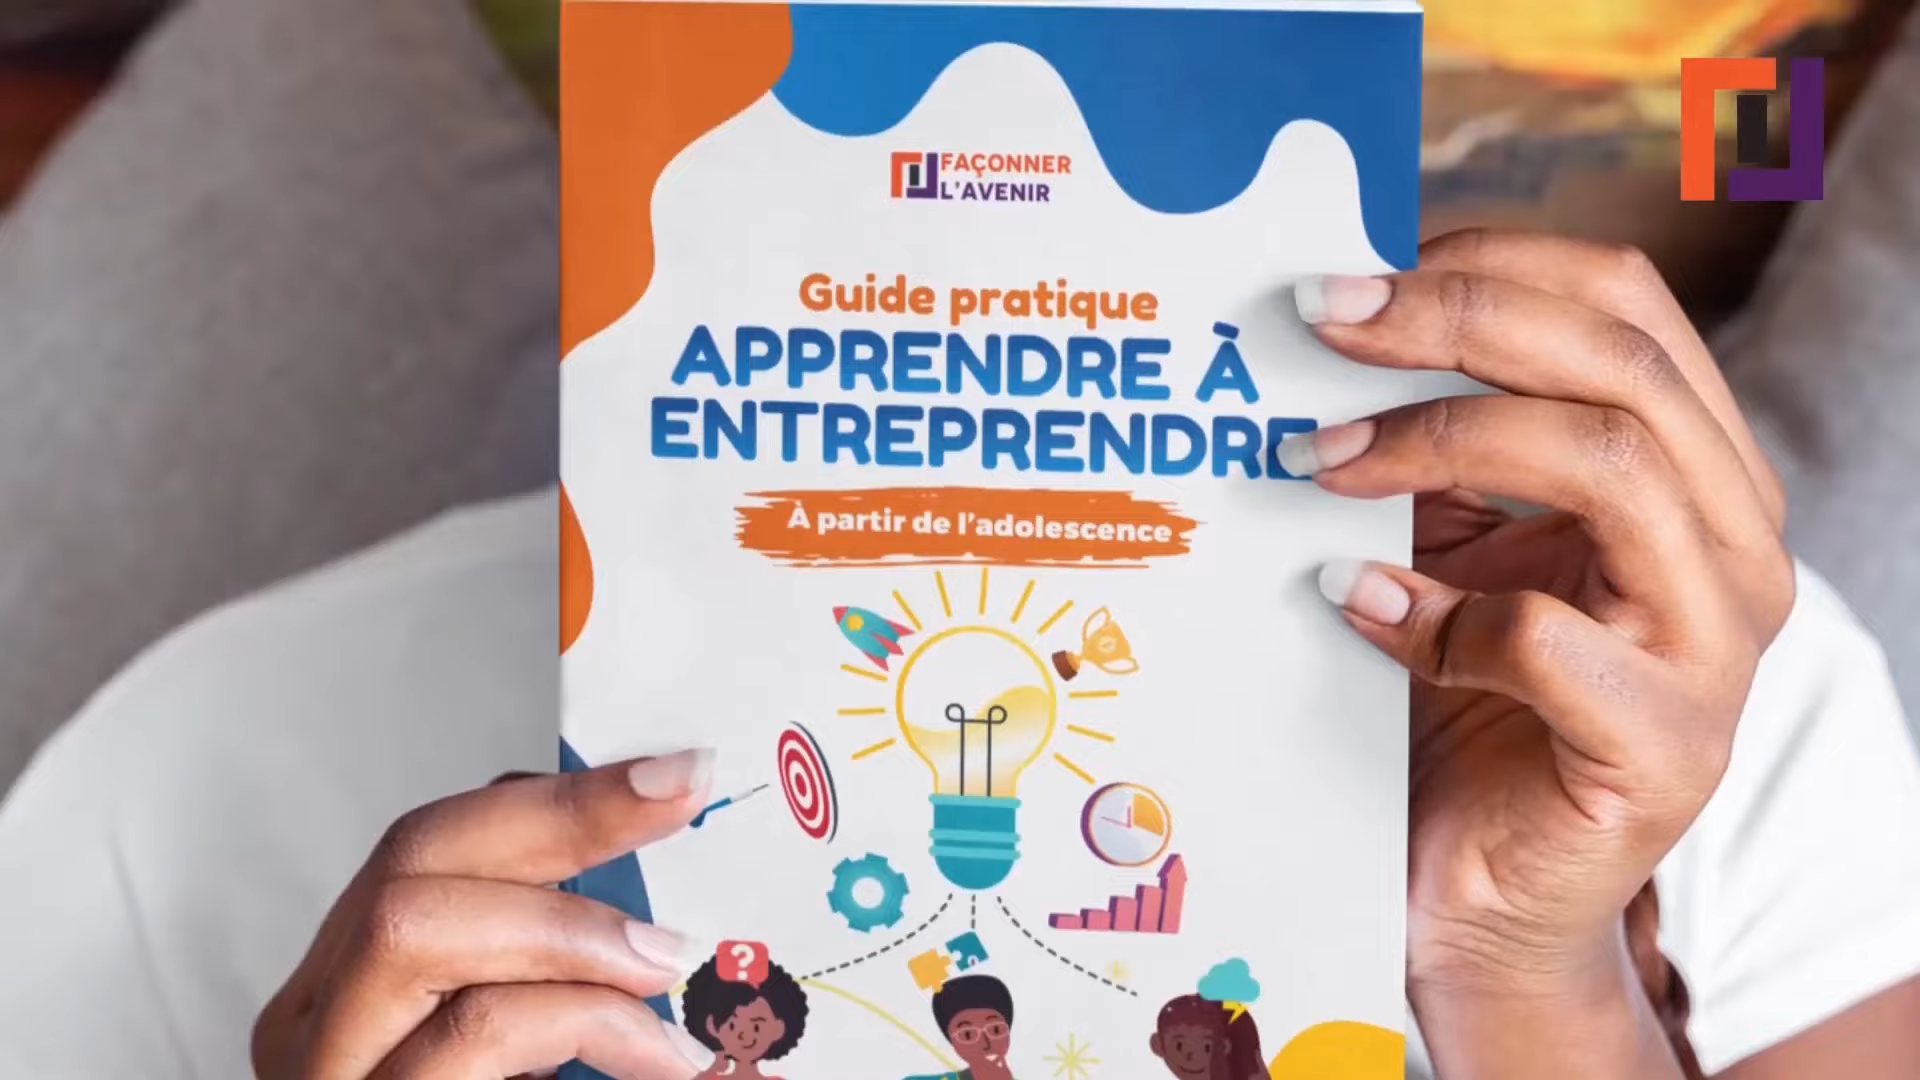 FAÇONNER
L'AVENIR
Guide pratique
APPRENDRE À
ENTREPRENDRE
À partir de l'adolescence
?